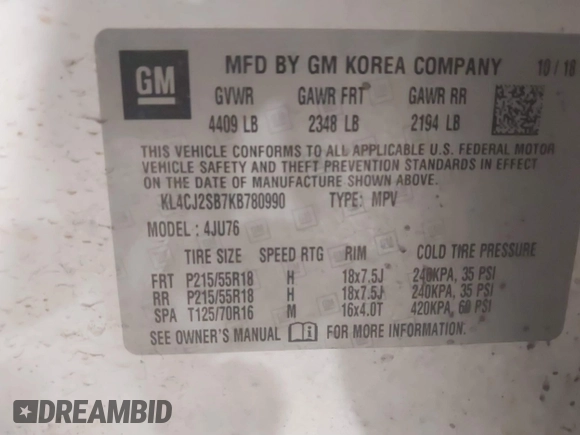 GM
MFD BY GM KOREA COMPANY 10/18
GVWR GAWR FRT GAWR RR
4409 LB 2348 LB 2194 LB
THIS VEHICLE CONFORMS TO ALL APPLICABLE U.S. FEDERAL MOTOR
VEHICLE SAFETY AND THEFT PREVENTION STANDARDS IN EFFECT
ON THE DATE OF MANUFACTURE SHOWN ABOVE.
KL4CJ2SB7KB780990 TYPE: MPV
MODEL: 4JU76
TIRE SIZE SPEED RTG RIM COLD TIRE PRESSURE
FRT P215/55R18 H 18x7.5J 240KPA, 35 PSI
RR P215/55R18 H 18x7.5J 240KPA, 35 PSI
SPA T125/70R16 M 16x4.0T 420KPA, 60 PSI
SEE OWNER'S MANUAL FOR MORE INFORMATION.
DREAMBID